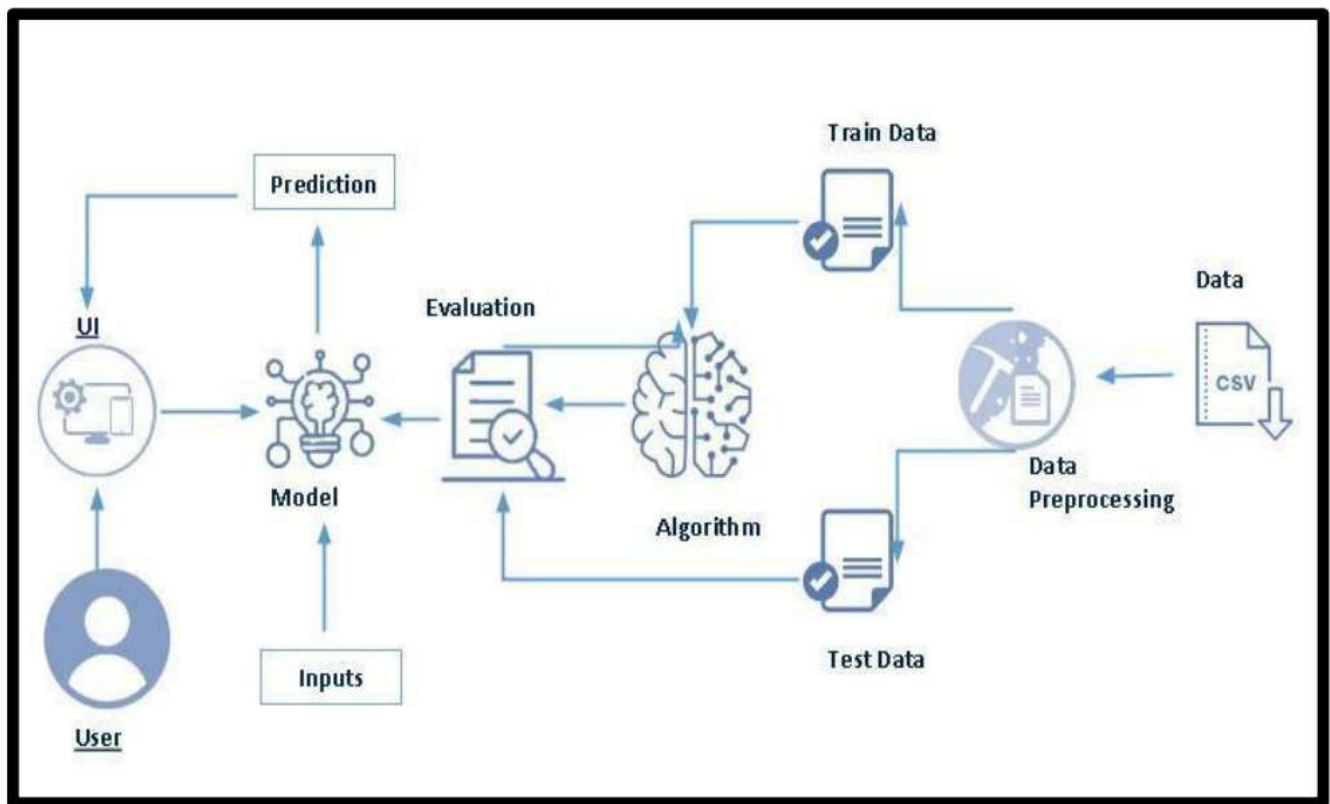 Train Data
Prediction
Data
Evaluation
UI
CSV
Data
Preprocessing
Model
Algorithm
Test Data
Inputs
User